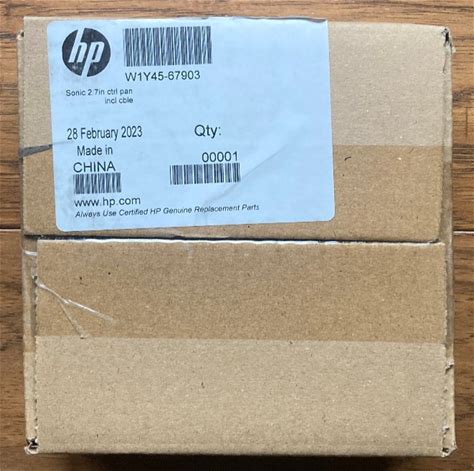 hp
W1Y45-67903
Sonic 2.7in ctrl pan
incl cble
28 February 2023 Qty:
Made in
CHINA 00001
www.hp.com
Always Use Certified HP Genuine Replacement Parts